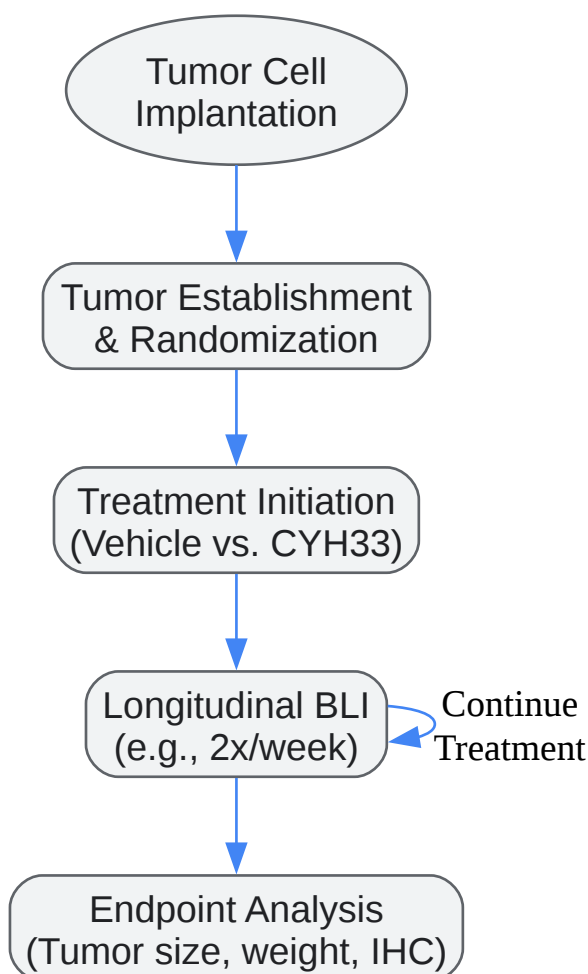 Tumor Cell
Implantation
Tumor Establishment
& Randomization
Treatment Initiation
(Vehicle vs. CYH33)
Longitudinal BLI
(e.g., 2x/week)
Continue
Treatment
Endpoint Analysis
(Tumor size, weight, IHC)